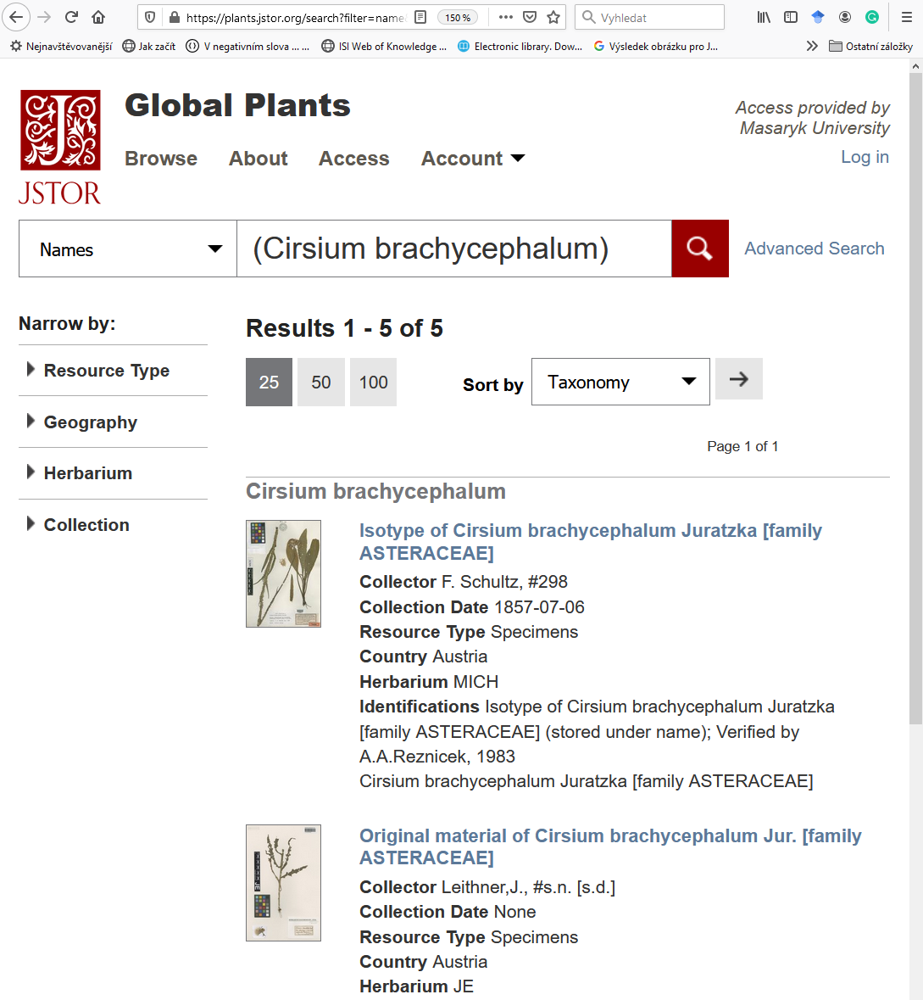 https://plants.jstor.org/search?filter=name
150 %
Vyhledat
Nejnavštěvovanější
Jak začít
V negativním slova ... ...
ISI Web of Knowledge ...
Electronic library. Dow...
Výsledek obrázku pro J...
Ostatní záložky
Global Plants
Access provided by
Masaryk University
Browse
About
Access
Account
Log in
JSTOR
Names
(Cirsium brachycephalum)
Advanced Search
Narrow by:
Resource Type
Geography
Herbarium
Collection
Results 1 - 5 of 5
25
50
100
Sort by
Taxonomy
Page 1 of 1
Cirsium brachycephalum
Isotype of Cirsium brachycephalum Juratzka [family
ASTERACEAE]
Collector F. Schultz, #298
Collection Date 1857-07-06
Resource Type Specimens
Country Austria
Herbarium MICH
Identifications Isotype of Cirsium brachycephalum Juratzka
[family ASTERACEAE] (stored under name); Verified by
A.A.Reznicek, 1983
Cirsium brachycephalum Juratzka [family ASTERACEAE]
Original material of Cirsium brachycephalum Jur. [family
ASTERACEAE]
Collector Leithner,J., #s.n. [s.d.]
Collection Date None
Resource Type Specimens
Country Austria
Herbarium JE